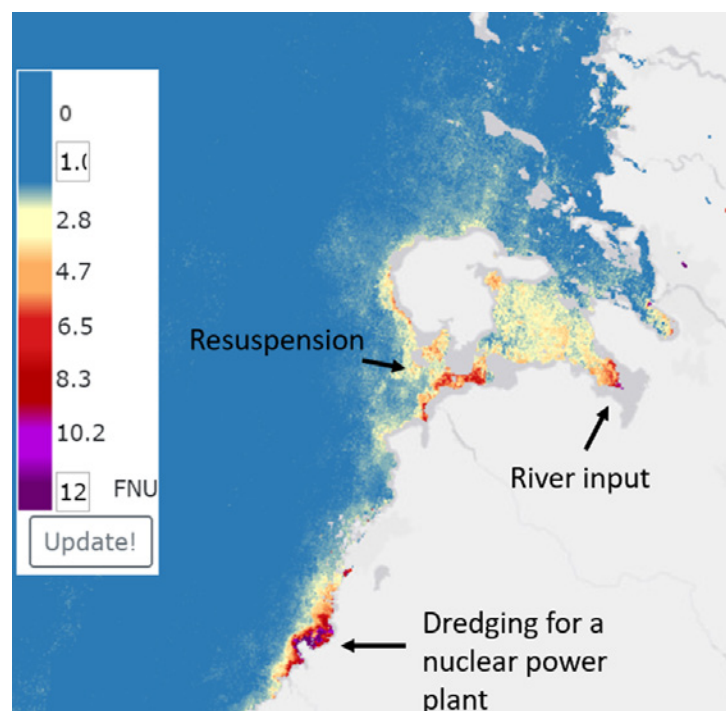 0
1.(
2.8
4.7
6.5
8.3
10.2
12 FNU
Update!
Resuspension
River input
Dredging for a
nuclear power
plant